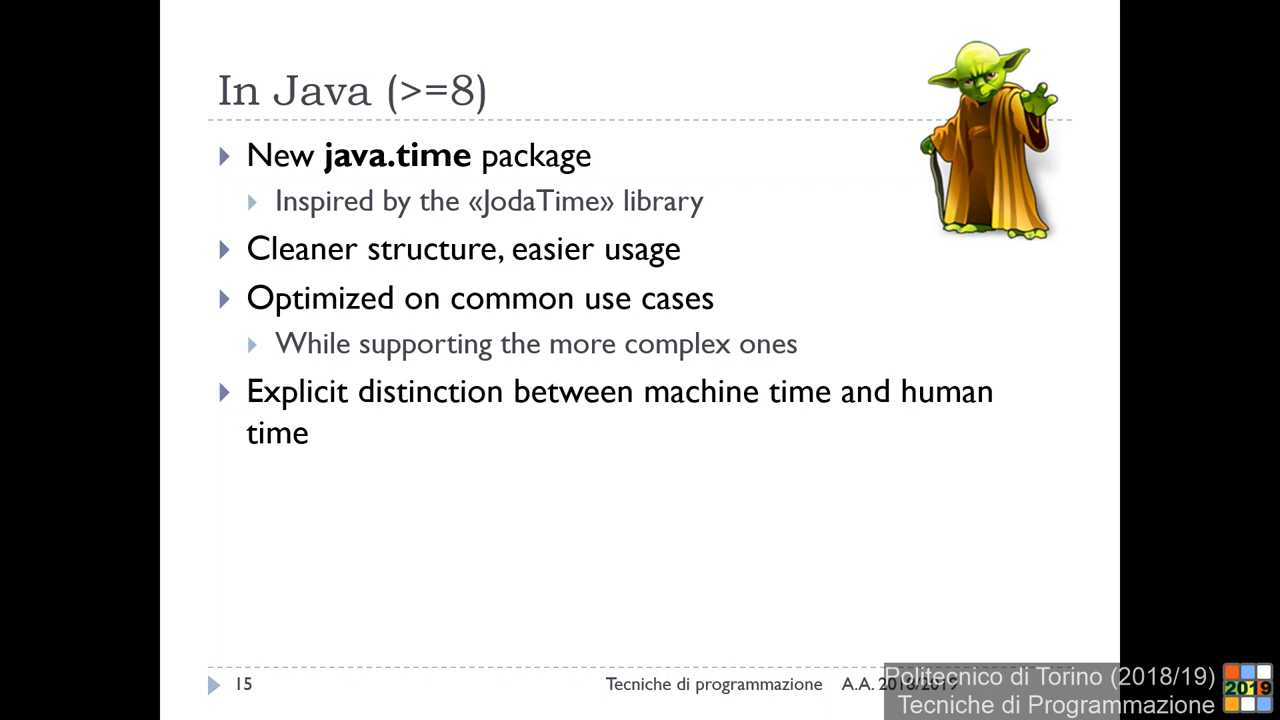 In Java (>=8)
New java.time package
Inspired by the «JodaTime» library
Cleaner structure, easier usage
Optimized on common use cases
While supporting the more complex ones
Explicit distinction between machine time and human
time
15
Tecniche di programmazione
A.A. 2018/2019
Politecnico di Torino (2018/19)
Tecniche di Programmazione
2019